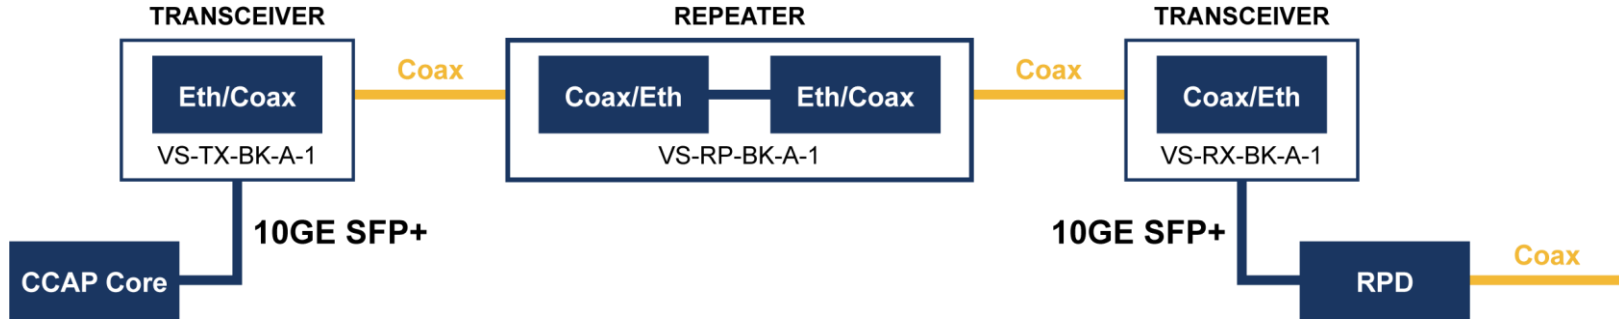 TRANSCEIVER
REPEATER
TRANSCEIVER
Eth/Coax
Coax
Coax/Eth
Eth/Coax
Coax
Coax/Eth
VS-TX-BK-A-1
VS-RP-BK-A-1
VS-RX-BK-A-1
10GE SFP+
10GE SFP+
CCAP Core
RPD
Coax